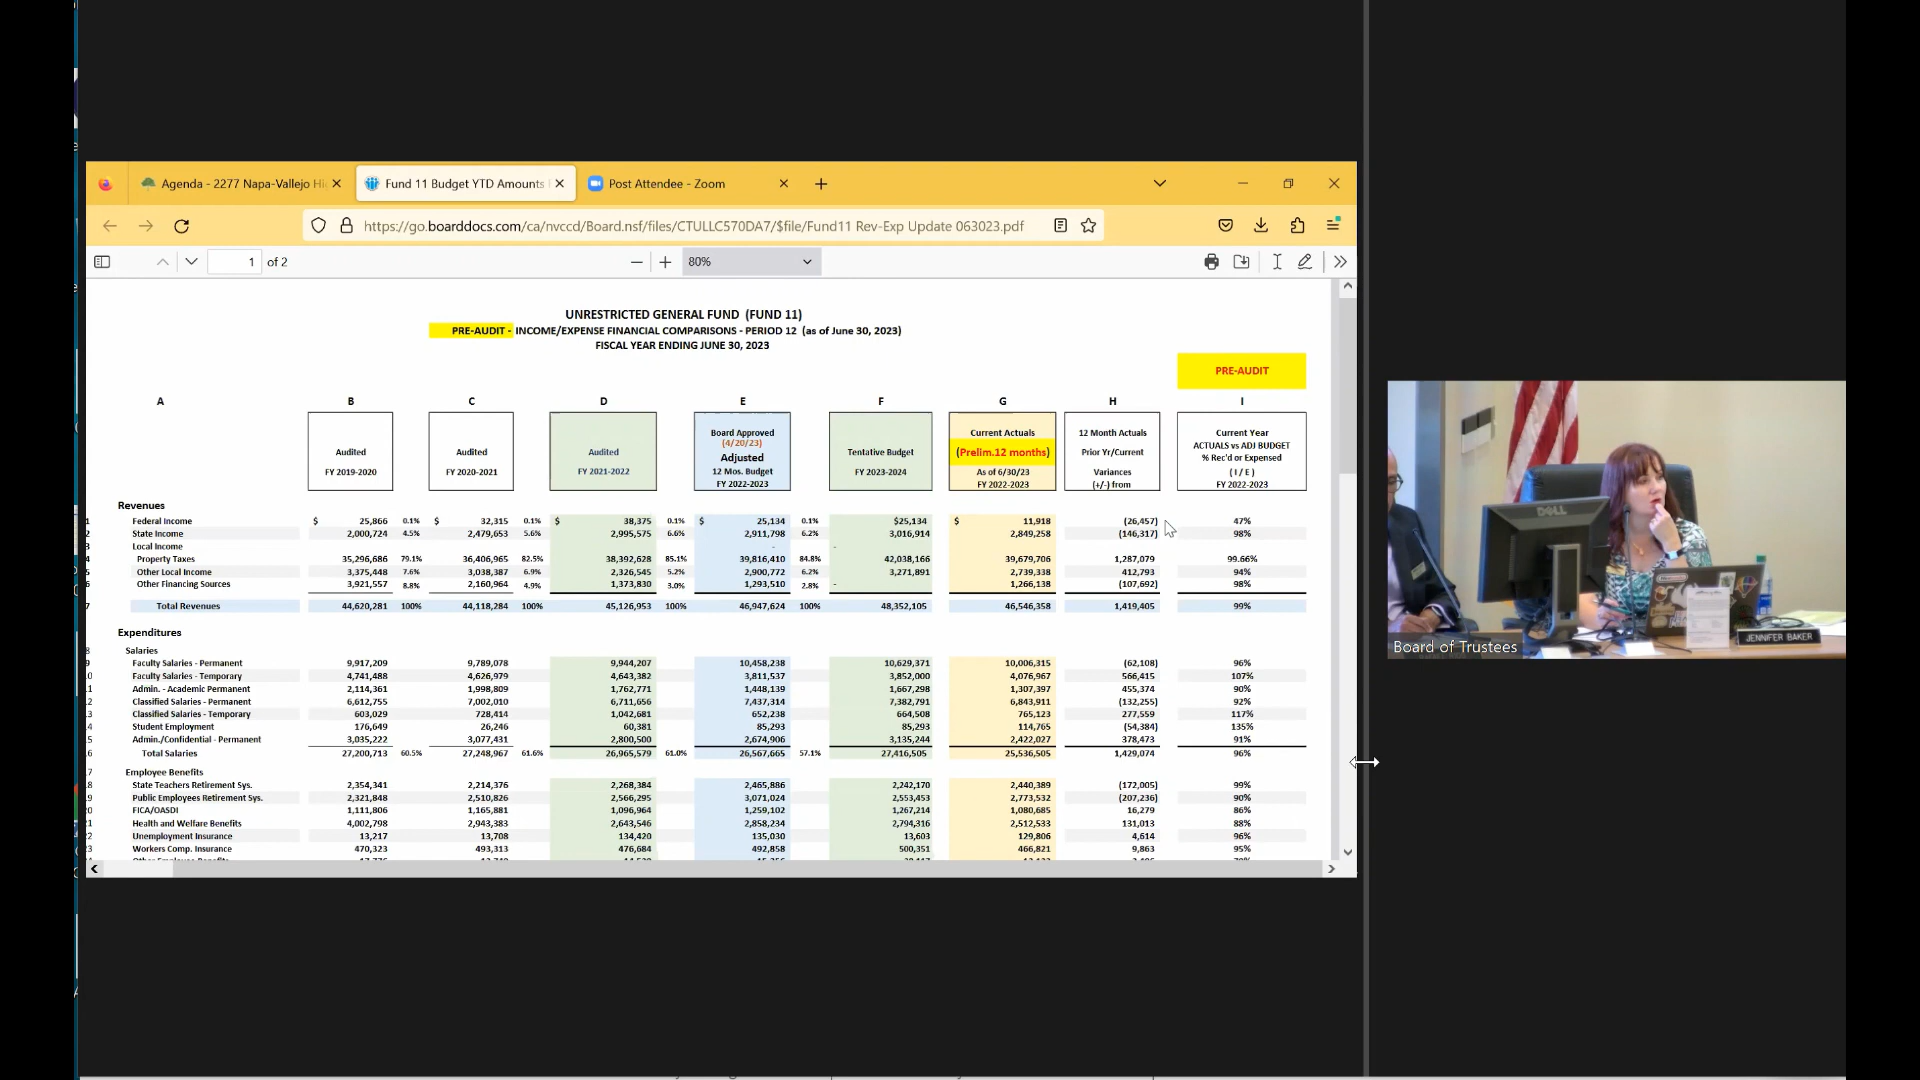 Agenda - 2277 Napa-Vallejo Hi
Fund 11 Budget YTD Amounts
Post Attendee - Zoom
https://go.boarddocs.com/ca/nvccd/Board.nsf/files/CTULLC570DA7/$file/Fund11 Rev-Exp Update 063023.pdf
1 of 2
80%
UNRESTRICTED GENERAL FUND (FUND 11)
PRE-AUDIT - INCOME/EXPENSE FINANCIAL COMPARISONS - PERIOD 12 (as of June 30, 2023)
FISCAL YEAR ENDING JUNE 30, 2023
PRE-AUDIT
A B C D E F G H I
Audited FY 2019-2020
Audited FY 2020-2021
Audited FY 2021-2022
Board Approved (4/20/23) Adjusted 12 Mos. Budget FY 2022-2023
Tentative Budget FY 2023-2024
Current Actuals (Prelim.12 months) As of 6/30/23 FY 2022-2023
12 Month Actuals Prior Yr/Current Variances (+/-) from
Current Year ACTUALS vs ADJ BUDGET % Rec'd or Expensed ( I / E ) FY 2022-2023
Revenues
1 Federal Income $ 25,866 0.1% $ 32,315 0.1% $ 38,375 0.1% $ 25,134 0.1% $25,134 $ 11,918 (26,457) 47%
2 State Income 2,000,724 4.5% 2,479,653 5.6% 2,995,575 6.6% 2,911,798 6.2% 3,016,914 2,849,258 (146,317) 98%
3 Local Income - -
4 Property Taxes 35,296,686 79.1% 36,406,965 82.5% 38,392,628 85.1% 39,816,410 84.8% 42,038,166 39,679,706 1,287,079 99.66%
5 Other Local Income 3,375,448 7.6% 3,038,387 6.9% 2,326,545 5.2% 2,900,772 6.2% 3,271,891 2,739,338 412,793 94%
6 Other Financing Sources 3,921,557 8.8% 2,160,964 4.9% 1,373,830 3.0% 1,293,510 2.8% - 1,266,138 (107,692) 98%
7 Total Revenues 44,620,281 100% 44,118,284 100% 45,126,953 100% 46,947,624 100% 48,352,105 46,546,358 1,419,405 99%
Expenditures
8 Salaries
9 Faculty Salaries - Permanent 9,917,209 9,789,078 9,944,207 10,458,238 10,629,371 10,006,315 (62,108) 96%
10 Faculty Salaries - Temporary 4,741,488 4,626,979 4,643,382 3,811,537 3,852,000 4,076,967 566,415 107%
11 Admin. - Academic Permanent 2,114,361 1,998,809 1,762,771 1,448,139 1,667,298 1,307,397 455,374 90%
12 Classified Salaries - Permanent 6,612,755 7,002,010 6,711,656 7,437,314 7,382,791 6,843,911 (132,255) 92%
13 Classified Salaries - Temporary 603,029 728,414 1,042,681 652,238 664,508 765,123 277,559 117%
14 Student Employment 176,649 26,246 60,381 85,293 85,293 114,765 (54,384) 135%
15 Admin./Confidential - Permanent 3,035,222 3,077,431 2,800,500 2,674,906 3,135,244 2,422,027 378,473 91%
16 Total Salaries 27,200,713 60.5% 27,248,967 61.6% 26,965,579 61.0% 26,567,665 57.1% 27,416,505 25,536,505 1,429,074 96%
17 Employee Benefits
18 State Teachers Retirement Sys. 2,354,341 2,214,376 2,268,384 2,465,886 2,242,170 2,440,389 (172,005) 99%
19 Public Employees Retirement Sys. 2,321,848 2,510,826 2,566,295 3,071,024 2,553,453 2,773,532 (207,236) 90%
20 FICA/OASDI 1,111,806 1,165,881 1,096,964 1,259,102 1,267,214 1,080,685 16,279 86%
21 Health and Welfare Benefits 4,002,798 2,943,383 2,643,546 2,858,234 2,794,316 2,512,533 131,013 88%
22 Unemployment Insurance 13,217 13,708 134,420 135,030 13,603 129,806 4,614 96%
23 Workers Comp. Insurance 470,323 493,313 476,684 492,858 500,351 466,821 9,863 95%
DELL
JENNIFER BAKER
Board of Trustees